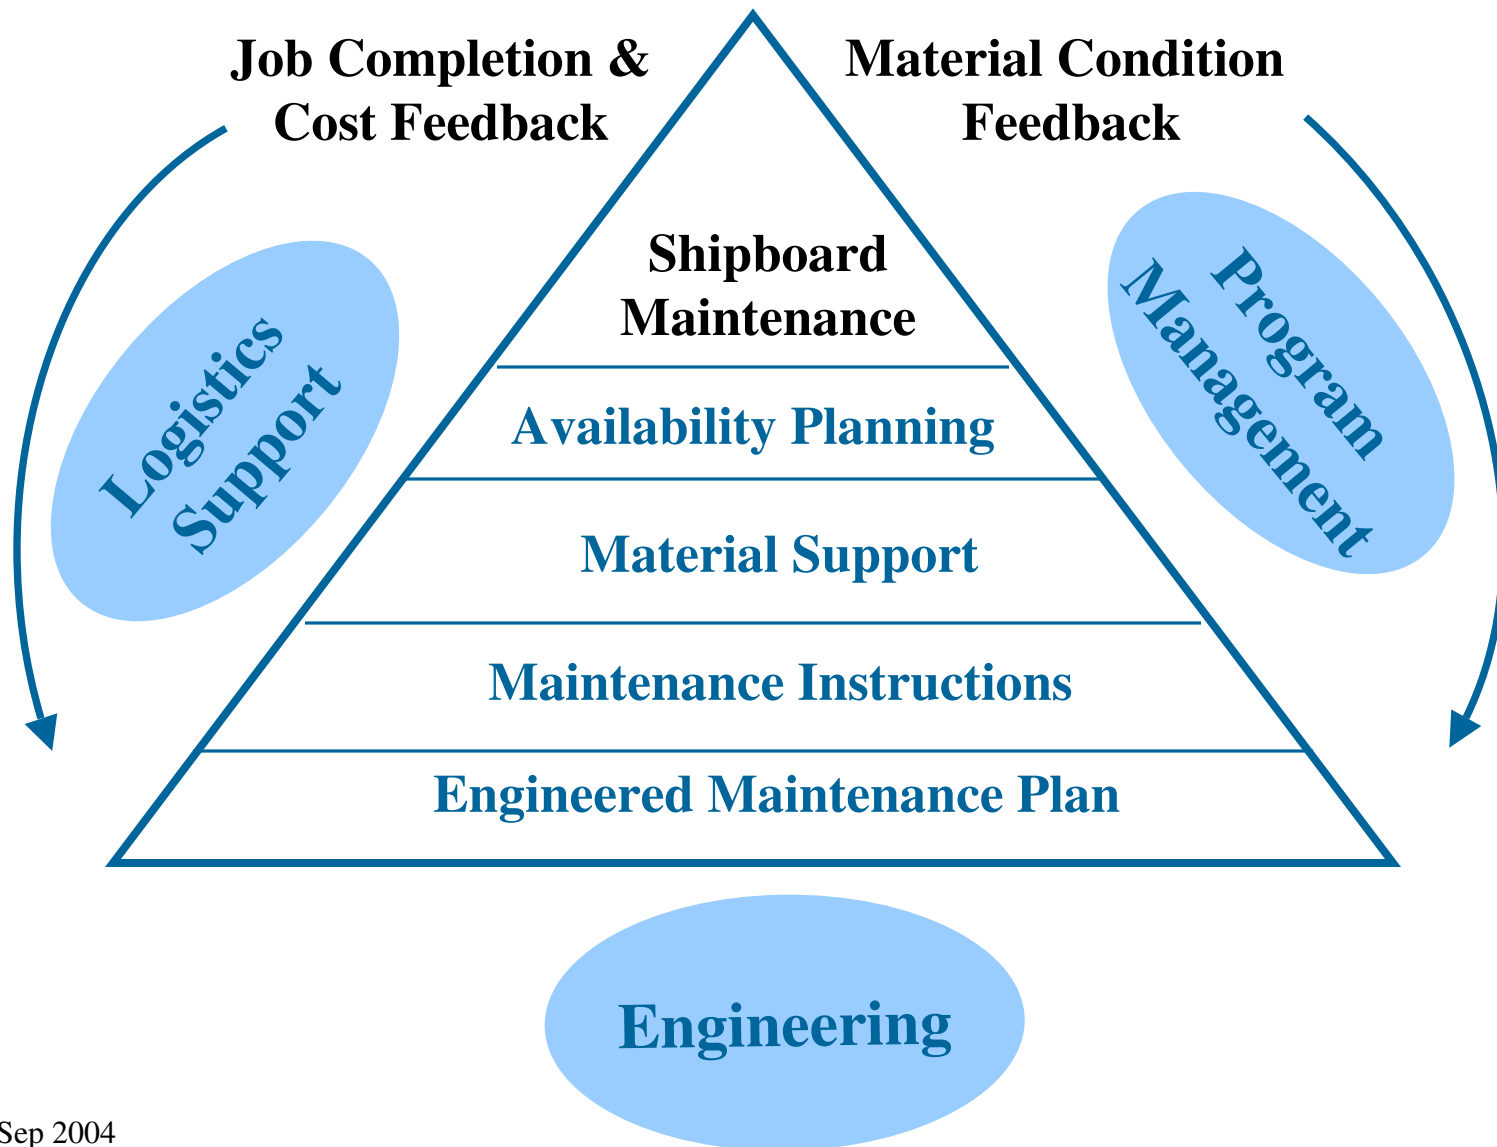 Job Completion &
Cost Feedback
Material Condition
Feedback
Shipboard
Maintenance
Logistics
Support
Program
Management
Availability Planning
Material Support
Maintenance Instructions
Engineered Maintenance Plan
Engineering
Sep 2004